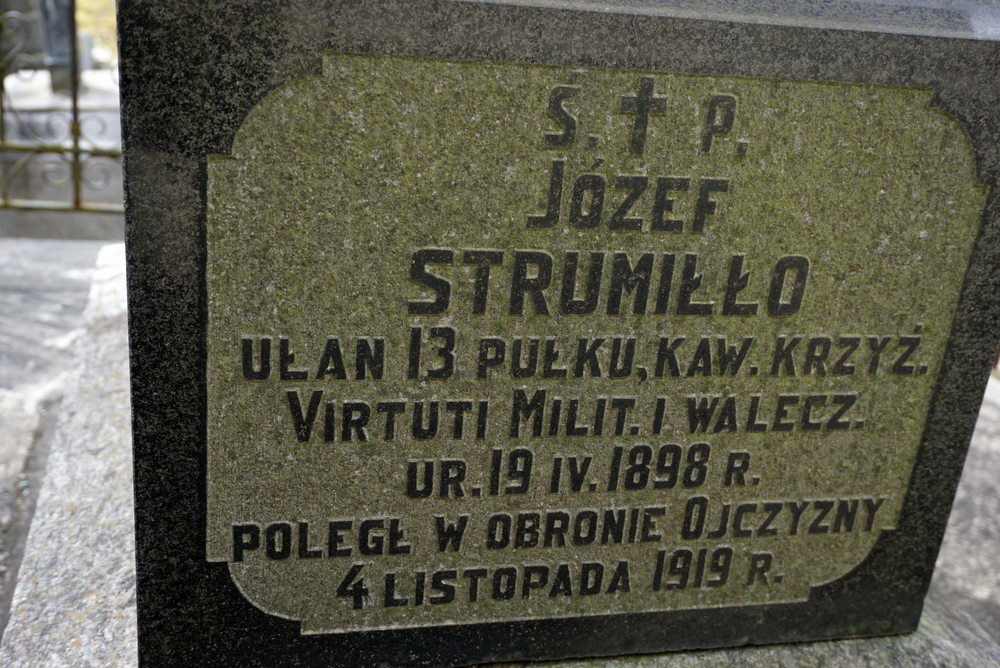 Ś. † P.
JÓZEF
STRUMIŁŁO
UŁAN 13 PUŁKU, KAW. KRZYŻ.
VIRTUTI MILIT. I WALECZ.
UR. 19 IV. 1898 R.
POLEGŁ W OBRONIE OJCZYZNY
4 LISTOPADA 1919 R.